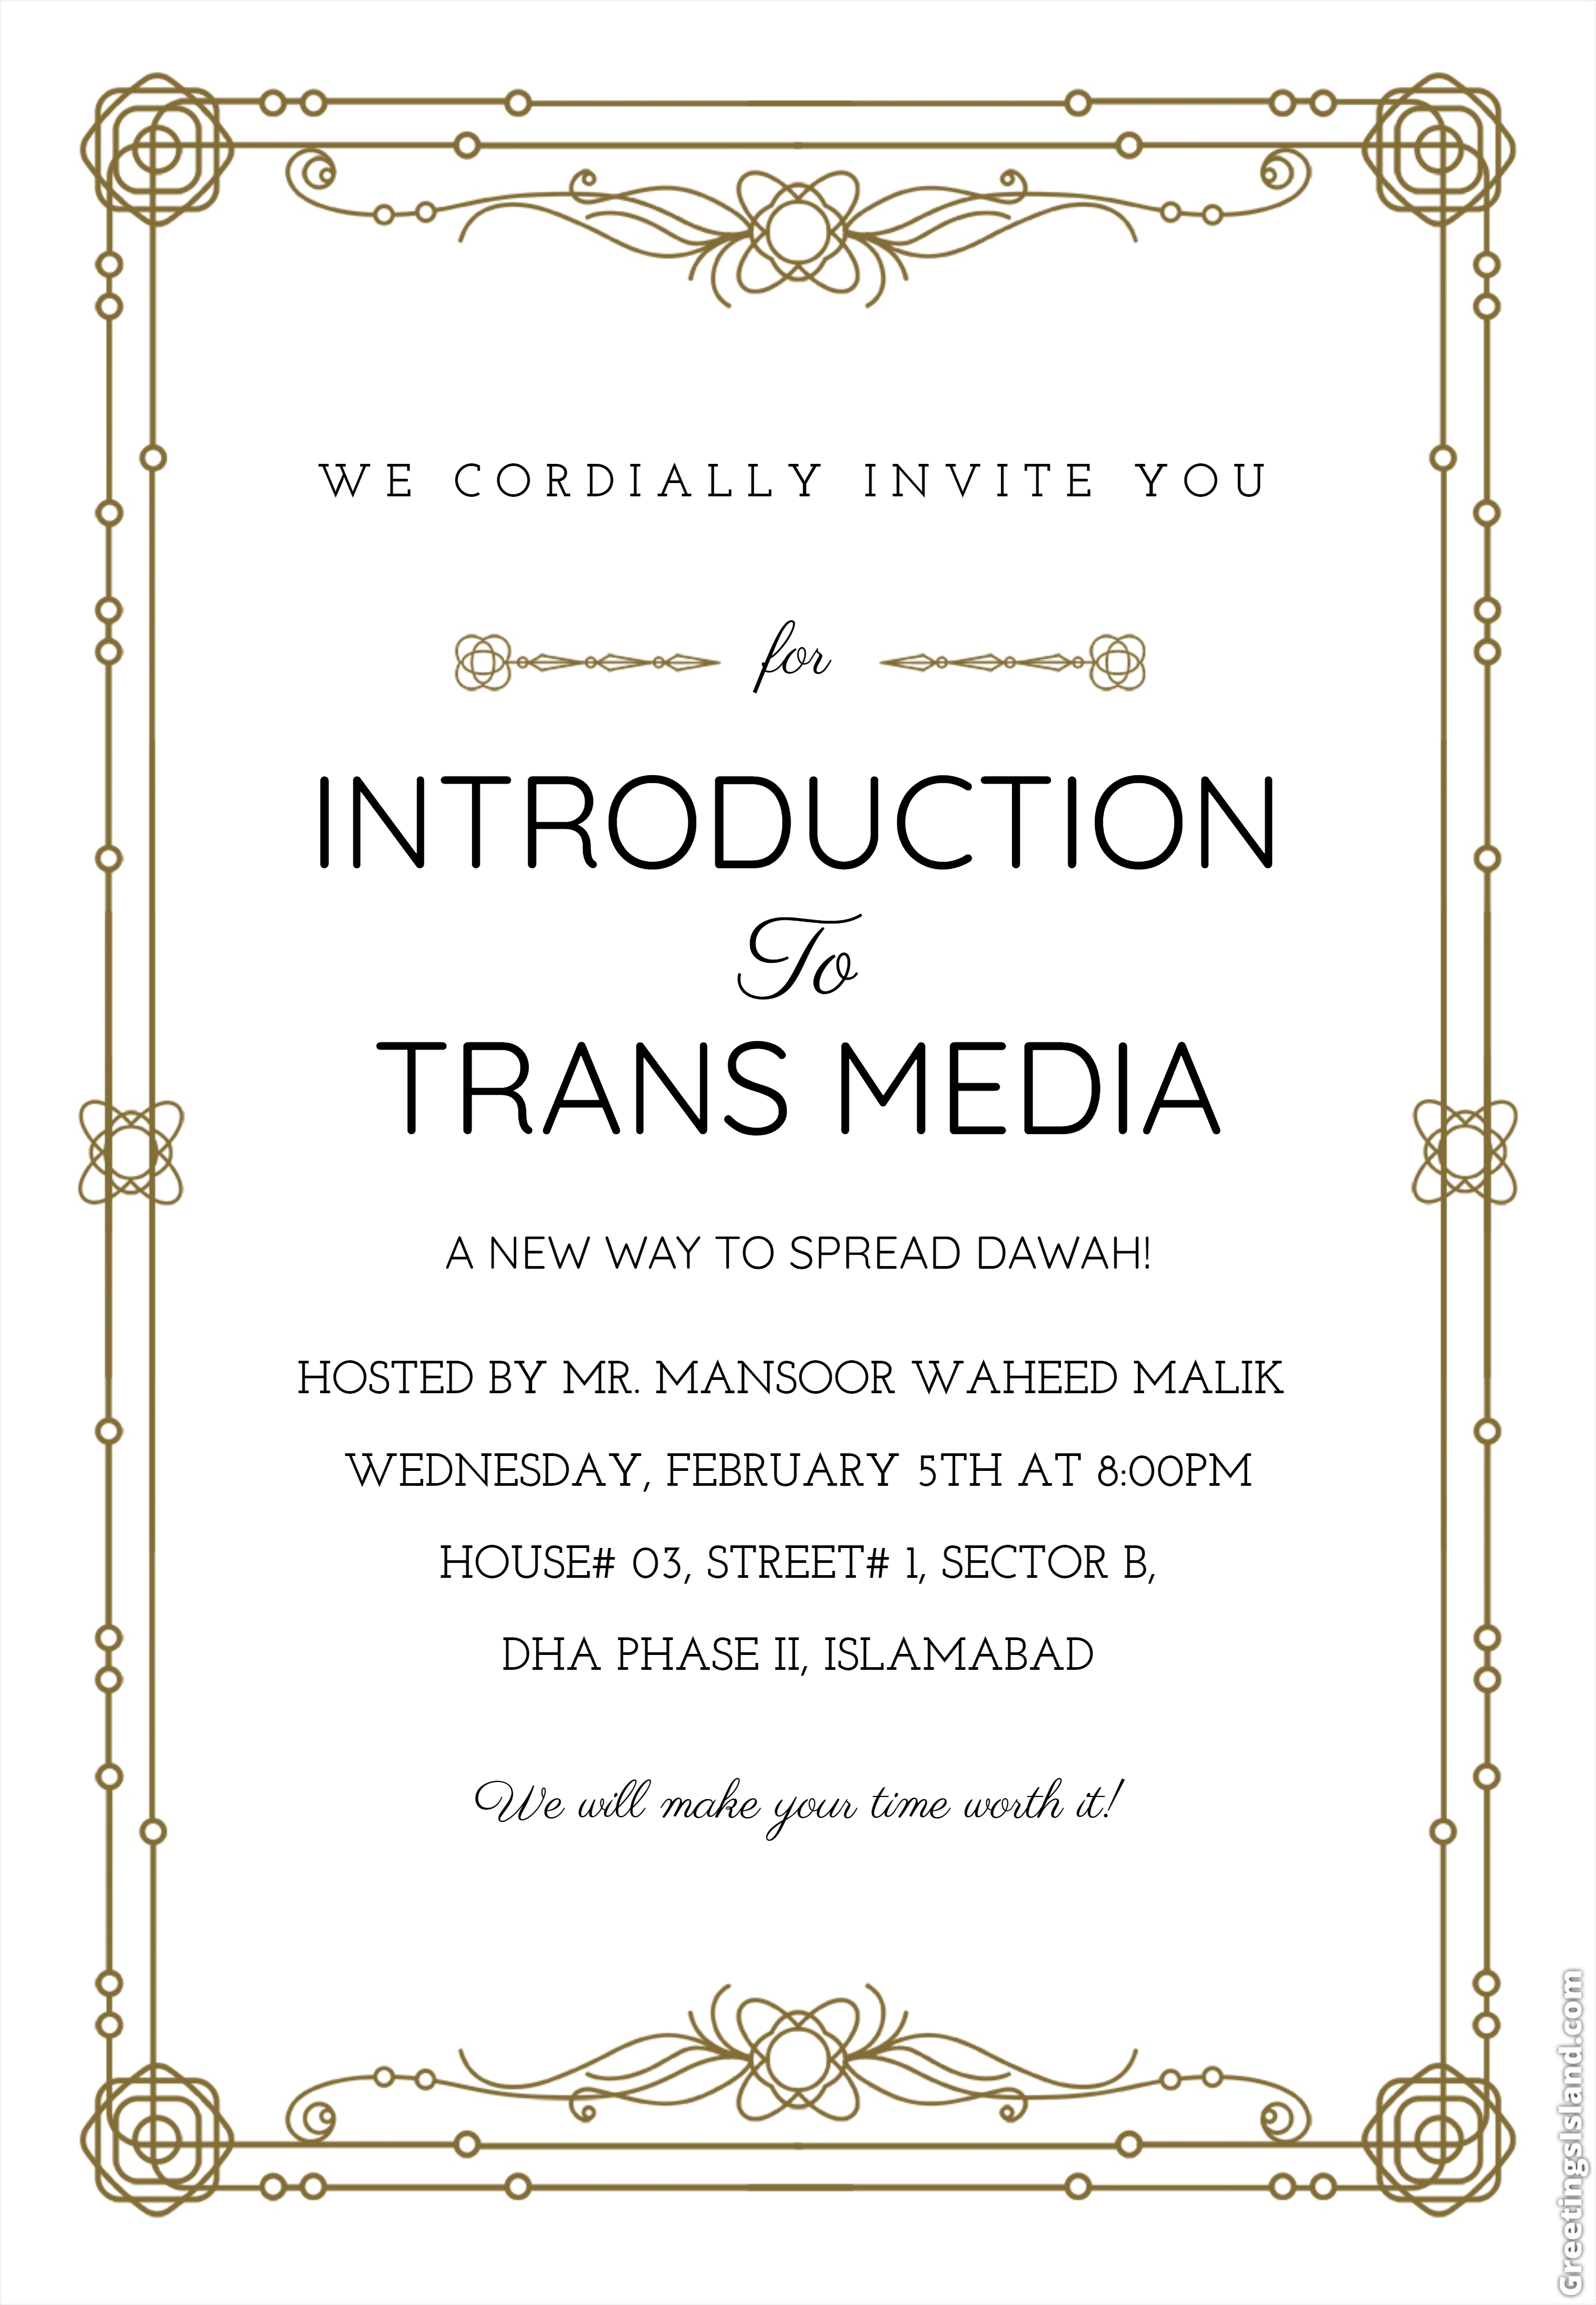 WE CORDIALLY INVITE YOU
for
INTRODUCTION
To
TRANS MEDIA
A NEW WAY TO SPREAD DAWAH!
HOSTED BY MR. MANSOOR WAHEED MALIK
WEDNESDAY, FEBRUARY 5TH AT 8:00PM
HOUSE# 03, STREET# 1, SECTOR B,
DHA PHASE II, ISLAMABAD
We will make your time worth it!
GreetingsIsland.com